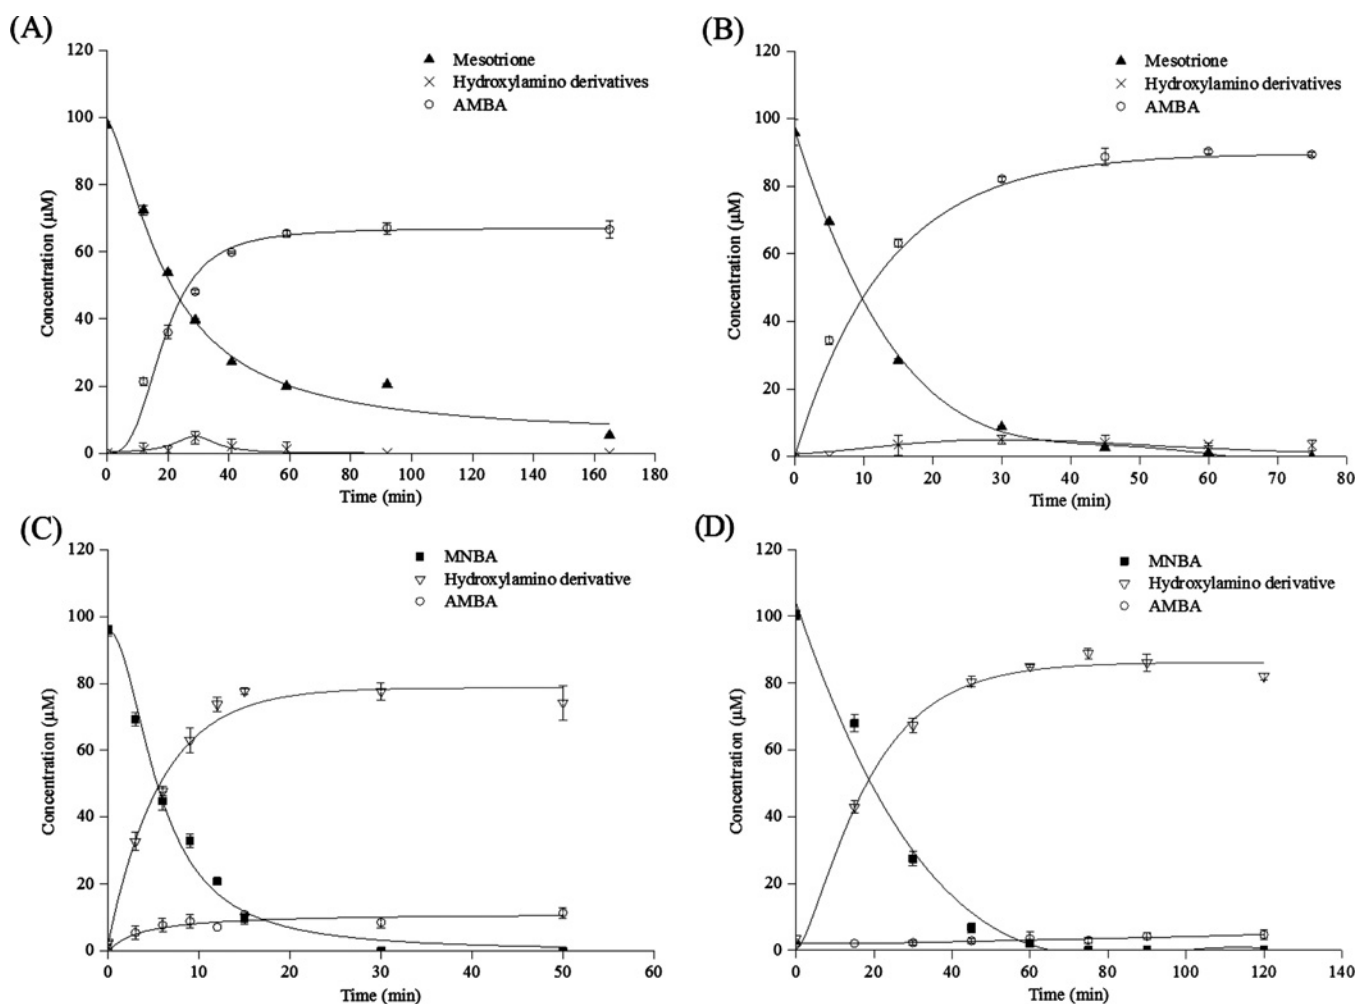 (A)
120
100
80
60
40
20
0
Concentration (μM)
Mesotrione
Hydroxylamino derivatives
AMBA
0 20 40 60 80 100 120 140 160 180
Time (min)
(B)
120
100
80
60
40
20
0
Concentration (μM)
Mesotrione
Hydroxylamino derivatives
AMBA
0 10 20 30 40 50 60 70 80
Time (min)
(C)
120
100
80
60
40
20
0
Concentration (μM)
MNBA
Hydroxylamino derivative
AMBA
0 10 20 30 40 50 60
Time (min)
(D)
120
100
80
60
40
20
0
Concentration (μM)
MNBA
Hydroxylamino derivative
AMBA
0 20 40 60 80 100 120 140
Time (min)